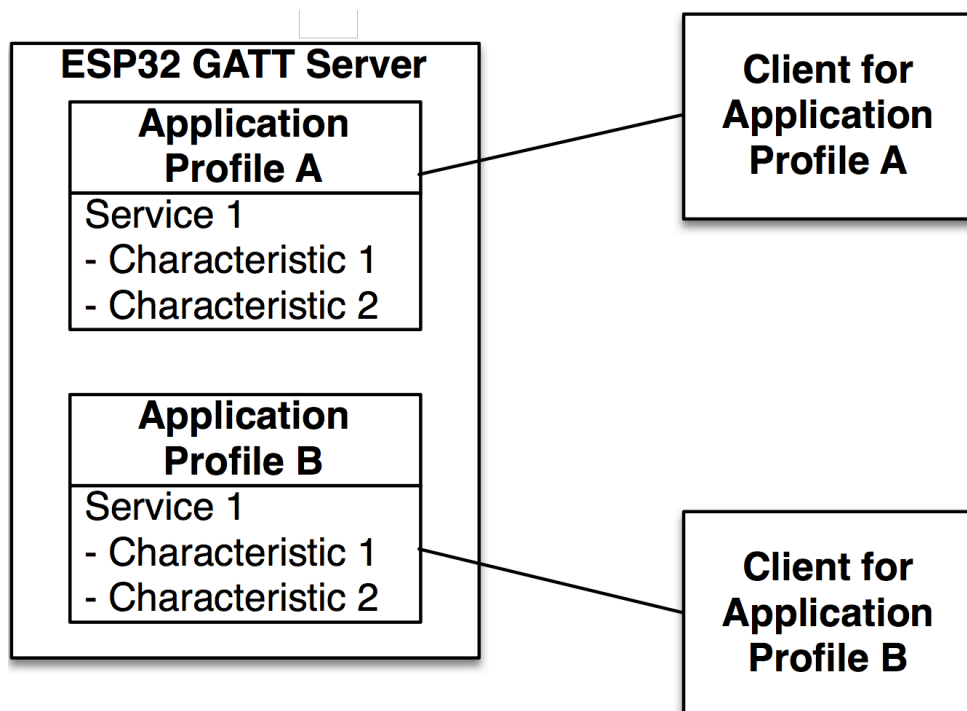 ESP32 GATT Server
Application
Profile A
Service 1
- Characteristic 1
- Characteristic 2
Application
Profile B
Service 1
- Characteristic 1
- Characteristic 2
Client for
Application
Profile A
Client for
Application
Profile B